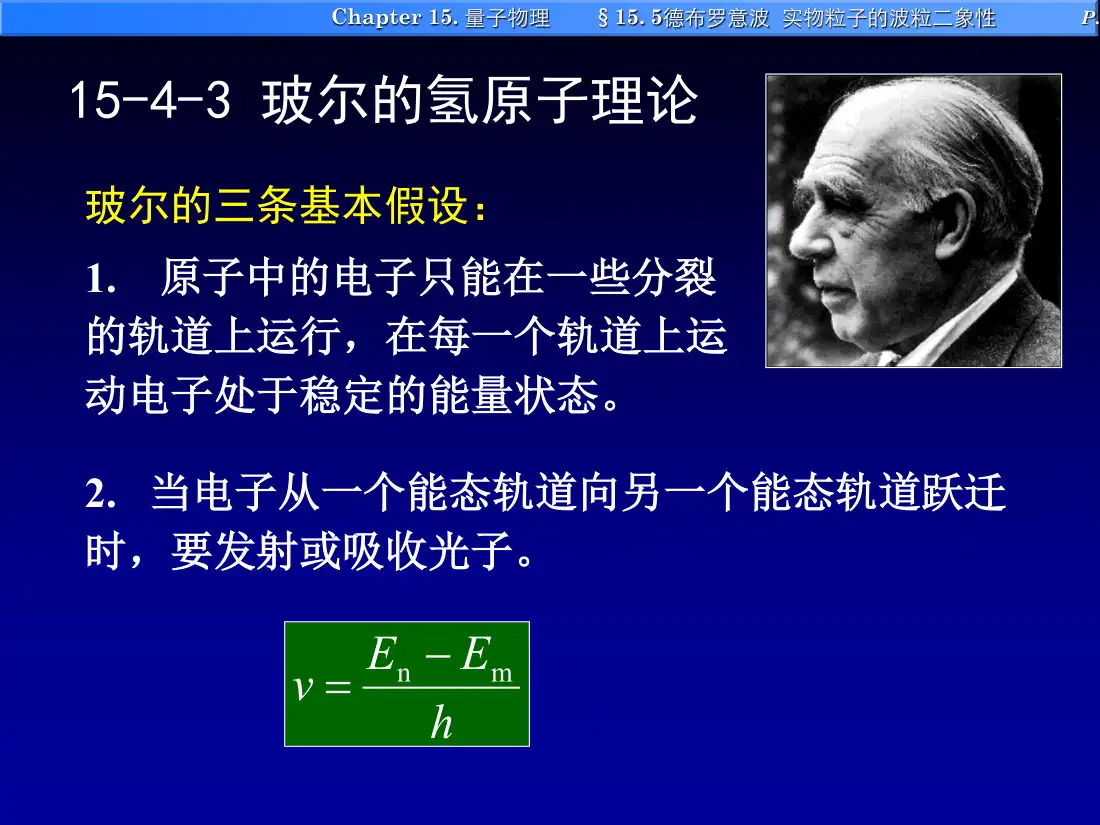 Chapter 15. 量子物理 §15. 5德布罗意波 实物粒子的波粒二象性 P.
15-4-3 玻尔的氢原子理论
玻尔的三条基本假设：
1. 原子中的电子只能在一些分裂
的轨道上运行，在每一个轨道上运
动电子处于稳定的能量状态。
2. 当电子从一个能态轨道向另一个能态轨道跃迁
时，要发射或吸收光子。
v = (Eₙ − Eₘ) / h